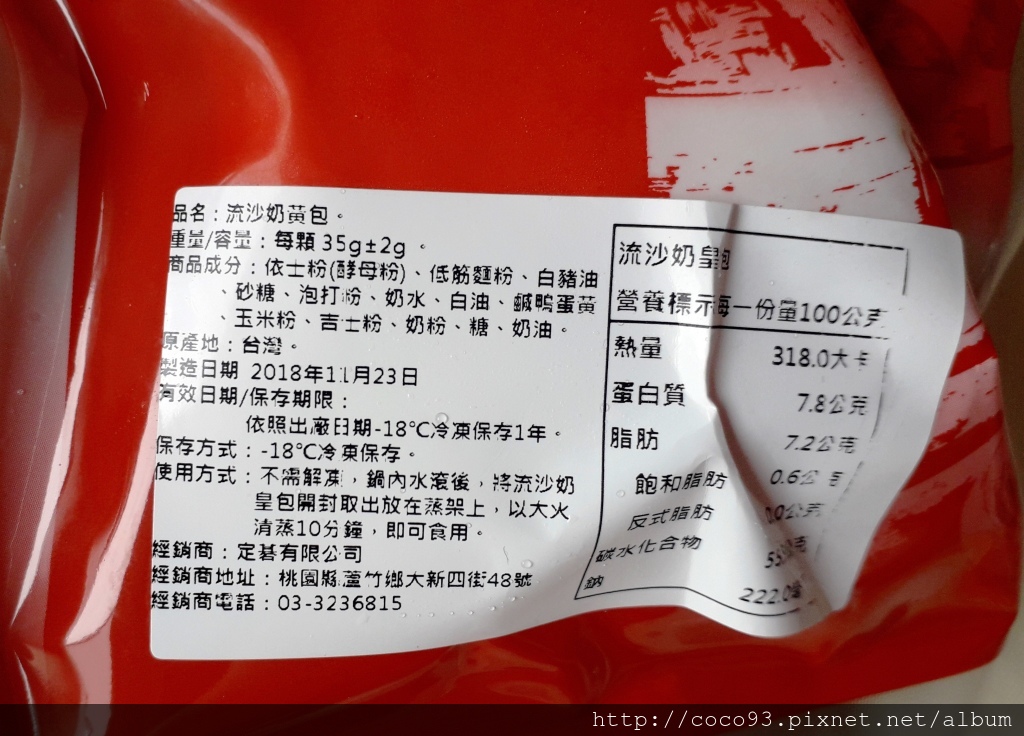 品名：流沙奶黃包。
重量/容量：每顆 35g±2g 。
商品成分：依士粉(酵母粉)、低筋麵粉、白豬油
、砂糖、泡打粉、奶水、白油、鹹鴨蛋黃
、玉米粉、吉士粉、奶粉、糖、奶油。
原產地：台灣。
製造日期 2018年11月23日
有效日期/保存期限：
依照出廠日期-18℃冷凍保存1年。
保存方式：-18℃冷凍保存。
使用方式：不需解凍，鍋內水滾後，將流沙奶
皇包開封取出放在蒸架上，以大火
清蒸10分鐘，即可食用。
經銷商：定碁有限公司
經銷商地址：桃園縣蘆竹鄉大新四街48號
經銷商電話：03-3236815
流沙奶皇包
營養標示每一份量100公克
熱量 318.0大卡
蛋白質 7.8公克
脂肪 7.2公克
飽和脂肪 0.6公克
反式脂肪 0.0公克
碳水化合物
鈉 222.0毫
http://coco93.pixnet.net/album